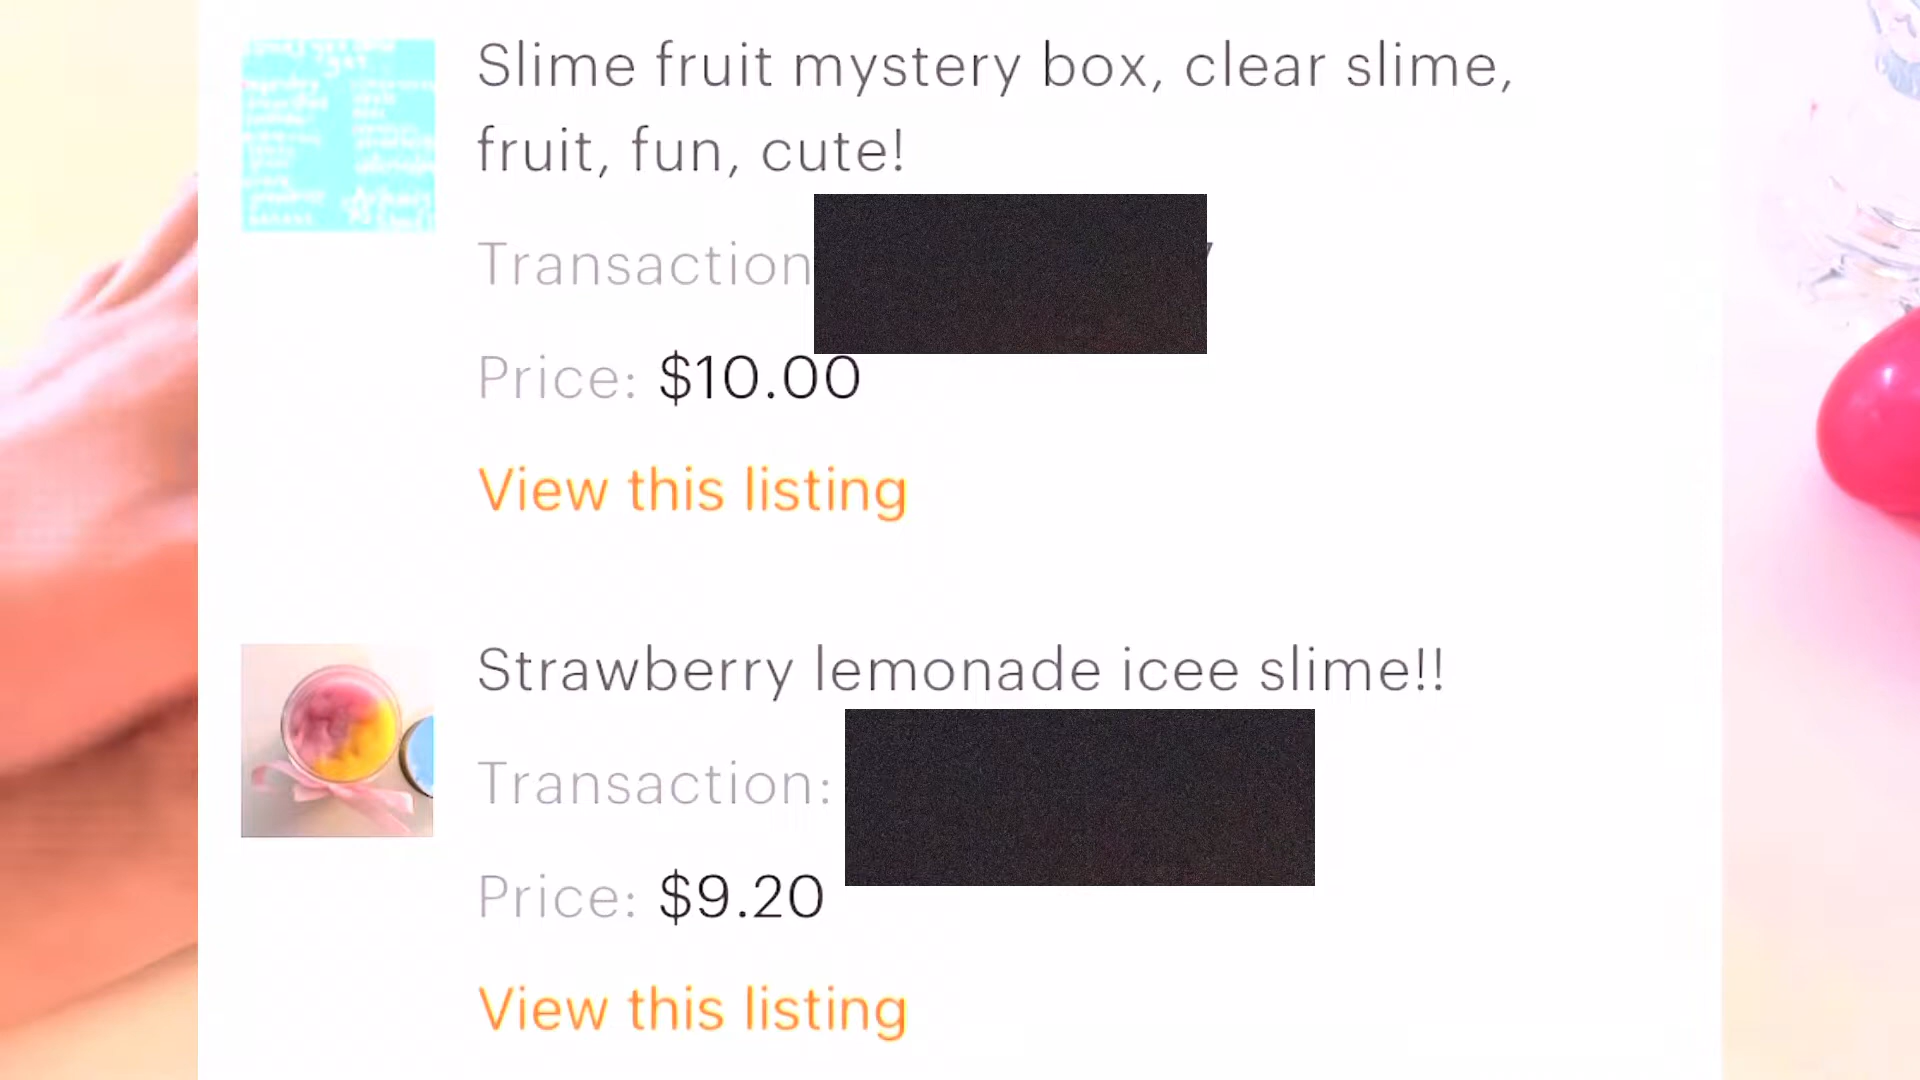 Slime fruit mystery box, clear slime,
fruit, fun, cute!
Transaction
Price: $10.00
View this listing
Strawberry lemonade icee slime!!
Transaction:
Price: $9.20
View this listing